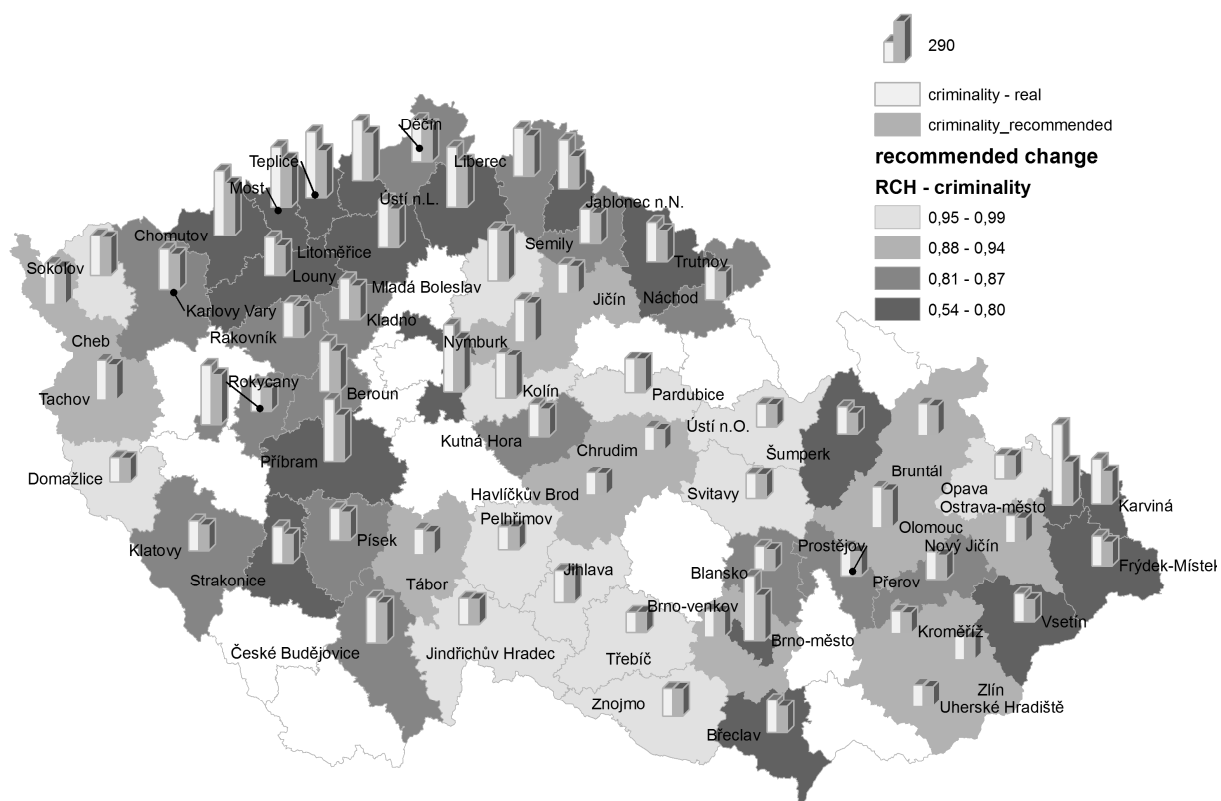 290
criminality - real
criminality_recommended
recommended change
RCH - criminality
0,95 - 0,99
0,88 - 0,94
0,81 - 0,87
0,54 - 0,80
Děčín
Teplice
Liberec
Most
Ústí n.L.
Jablonec n.N.
Chomutov
Semily
Litoměřice
Trutnov
Sokolov
Louny
Mladá Boleslav
Jičín
Náchod
Karlovy Vary
Kladno
Rakovník
Cheb
Nymburk
Rokycany
Beroun
Kolín
Pardubice
Tachov
Ústí n.O.
Kutná Hora
Chrudim
Šumperk
Příbram
Bruntál
Domažlice
Opava
Havlíčkův Brod
Svitavy
Ostrava-město
Karviná
Pelhřimov
Olomouc
Písek
Klatovy
Prostějov
Nový Jičín
Frýdek-Místek
Strakonice
Tábor
Jihlava
Blansko
Přerov
Brno-venkov
Vsetín
Kroměříž
Brno-město
České Budějovice
Jindřichův Hradec
Třebíč
Zlín
Znojmo
Uherské Hradiště
Břeclav